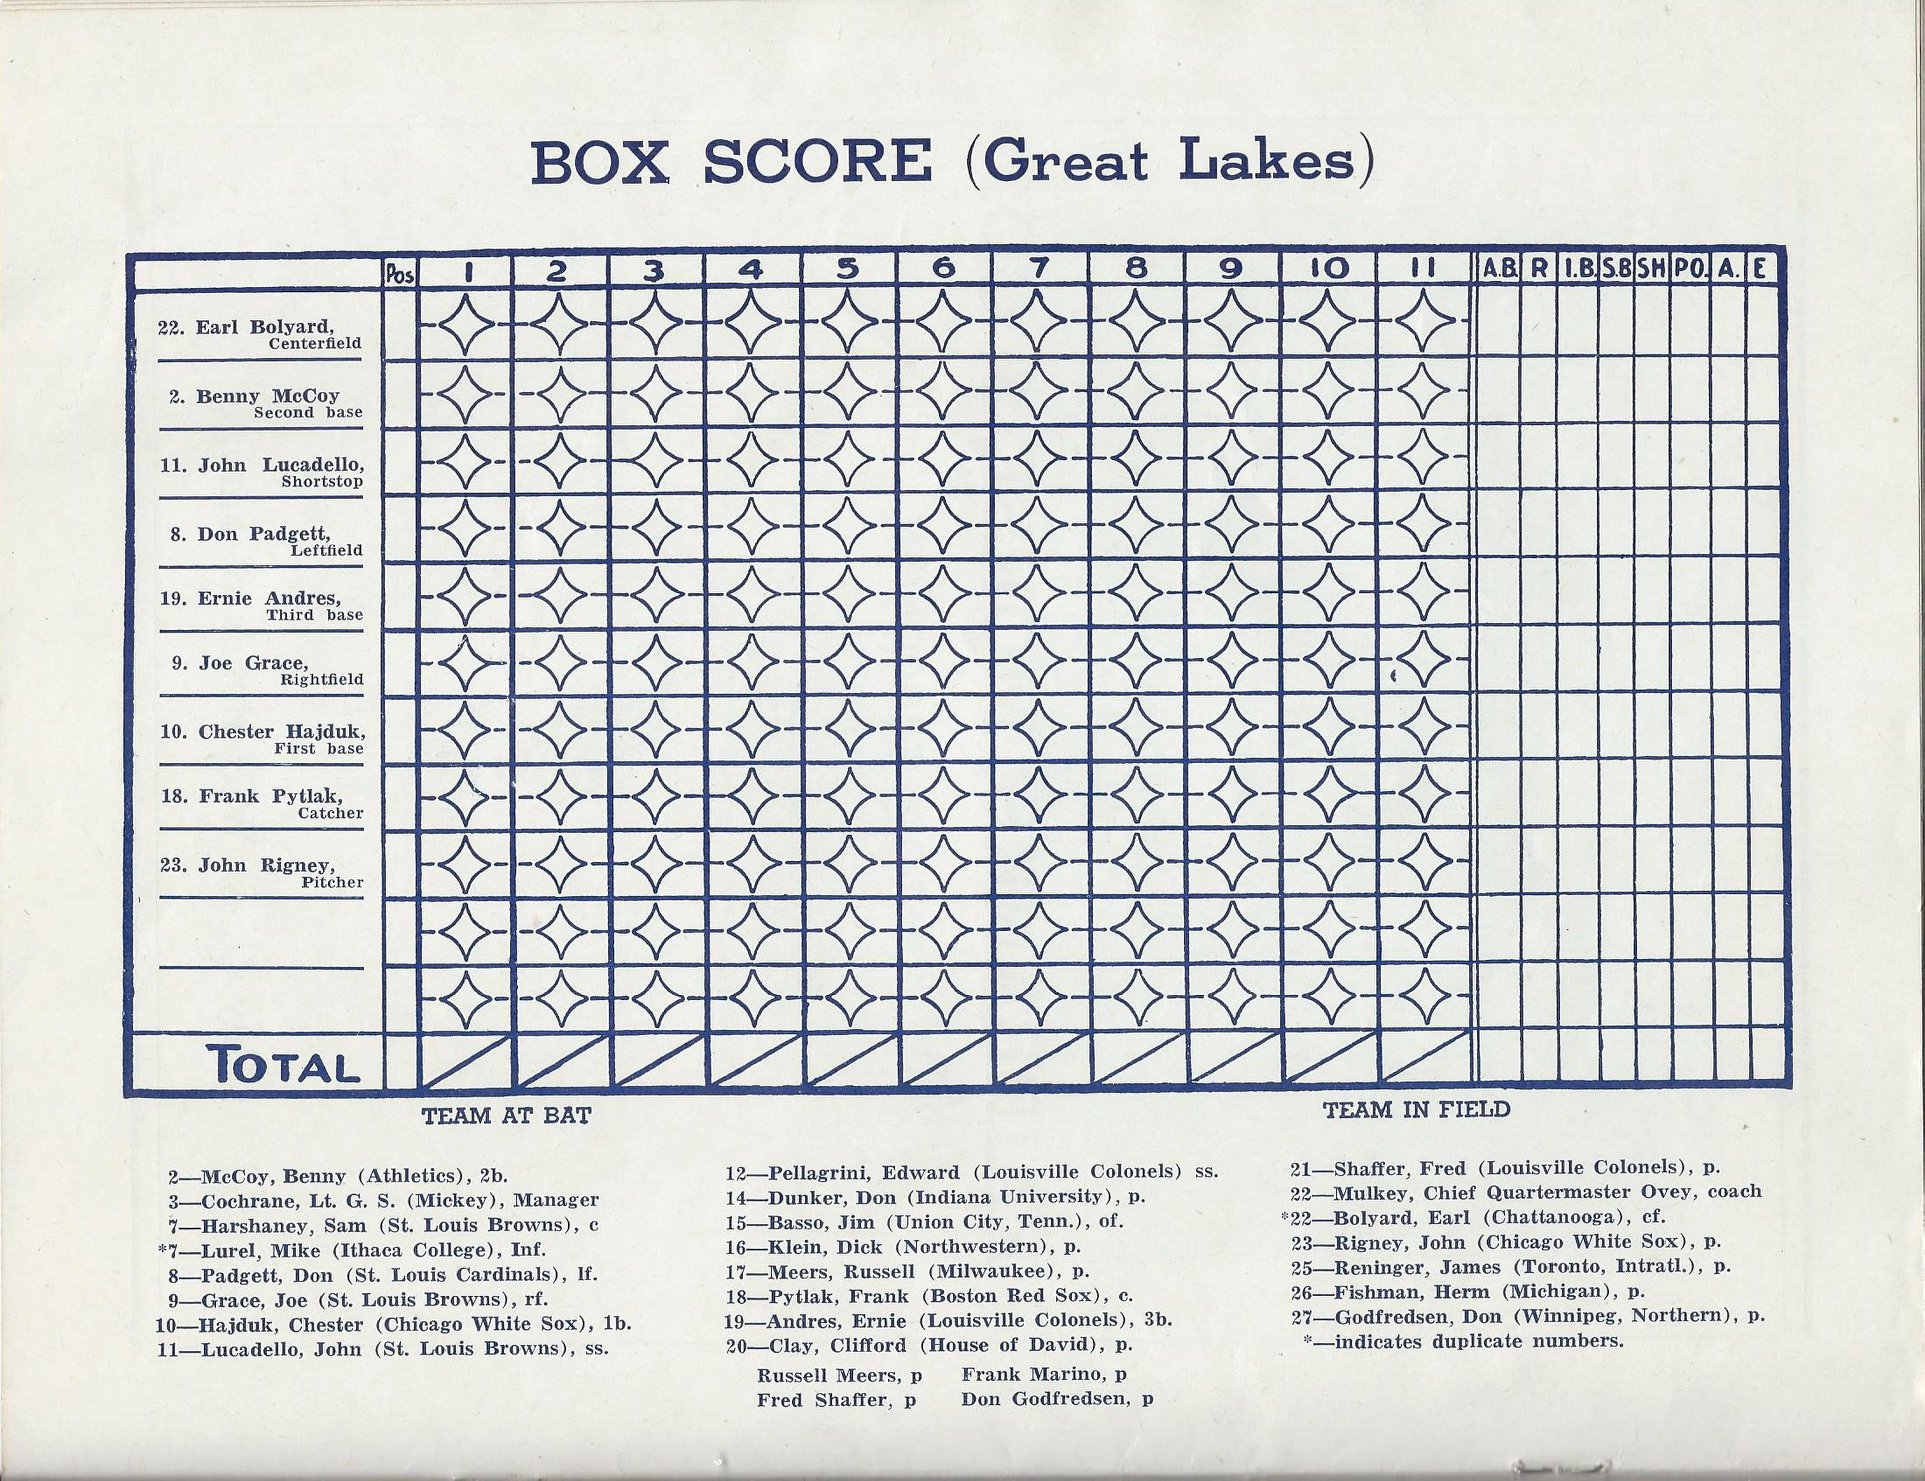 BOX SCORE (Great Lakes)
Pos 1 2 3 4 5 6 7 8 9 10 11 A.B. R I.B. S.B SH PO. A. E
22. Earl Bolyard,
Centerfield
2. Benny McCoy
Second base
11. John Lucadello,
Shortstop
8. Don Padgett,
Leftfield
19. Ernie Andres,
Third base
9. Joe Grace,
Rightfield
10. Chester Hajduk,
First base
18. Frank Pytlak,
Catcher
23. John Rigney,
Pitcher
TOTAL
TEAM AT BAT
TEAM IN FIELD
2—McCoy, Benny (Athletics), 2b.
3—Cochrane, Lt. G. S. (Mickey), Manager
7—Harshaney, Sam (St. Louis Browns), c
*7—Lurel, Mike (Ithaca College), Inf.
8—Padgett, Don (St. Louis Cardinals), lf.
9—Grace, Joe (St. Louis Browns), rf.
10—Hajduk, Chester (Chicago White Sox), 1b.
11—Lucadello, John (St. Louis Browns), ss.
12—Pellagrini, Edward (Louisville Colonels) ss.
14—Dunker, Don (Indiana University), p.
15—Basso, Jim (Union City, Tenn.), of.
16—Klein, Dick (Northwestern), p.
17—Meers, Russell (Milwaukee), p.
18—Pytlak, Frank (Boston Red Sox), c.
19—Andres, Ernie (Louisville Colonels), 3b.
20—Clay, Clifford (House of David), p.
Russell Meers, p Frank Marino, p
Fred Shaffer, p Don Godfredsen, p
21—Shaffer, Fred (Louisville Colonels), p.
22—Mulkey, Chief Quartermaster Ovey, coach
*22—Bolyard, Earl (Chattanooga), cf.
23—Rigney, John (Chicago White Sox), p.
25—Reninger, James (Toronto, Intratl.), p.
26—Fishman, Herm (Michigan), p.
27—Godfredsen, Don (Winnipeg, Northern), p.
*—indicates duplicate numbers.